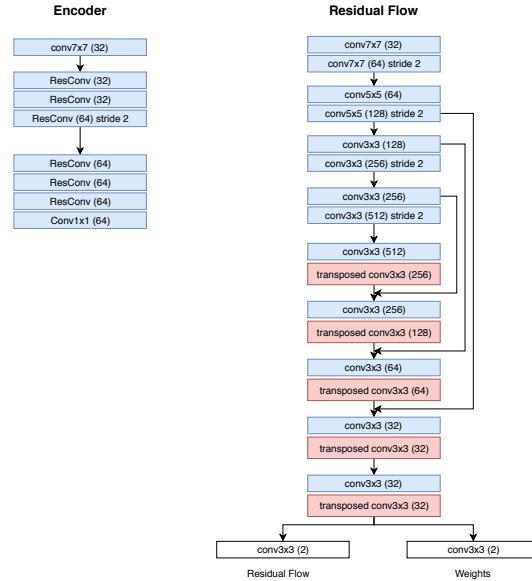 Encoder
conv7x7 (32)
ResConv (32)
ResConv (32)
ResConv (64) stride 2
ResConv (64)
ResConv (64)
ResConv (64)
Conv1x1 (64)
Residual Flow
conv7x7 (32)
conv7x7 (64) stride 2
conv5x5 (64)
conv5x5 (128) stride 2
conv3x3 (128)
conv3x3 (256) stride 2
conv3x3 (256)
conv3x3 (512) stride 2
conv3x3 (512)
transposed conv3x3 (256)
conv3x3 (256)
transposed conv3x3 (128)
conv3x3 (64)
transposed conv3x3 (64)
conv3x3 (32)
transposed conv3x3 (32)
conv3x3 (32)
transposed conv3x3 (32)
conv3x3 (2)
conv3x3 (2)
Residual Flow
Weights